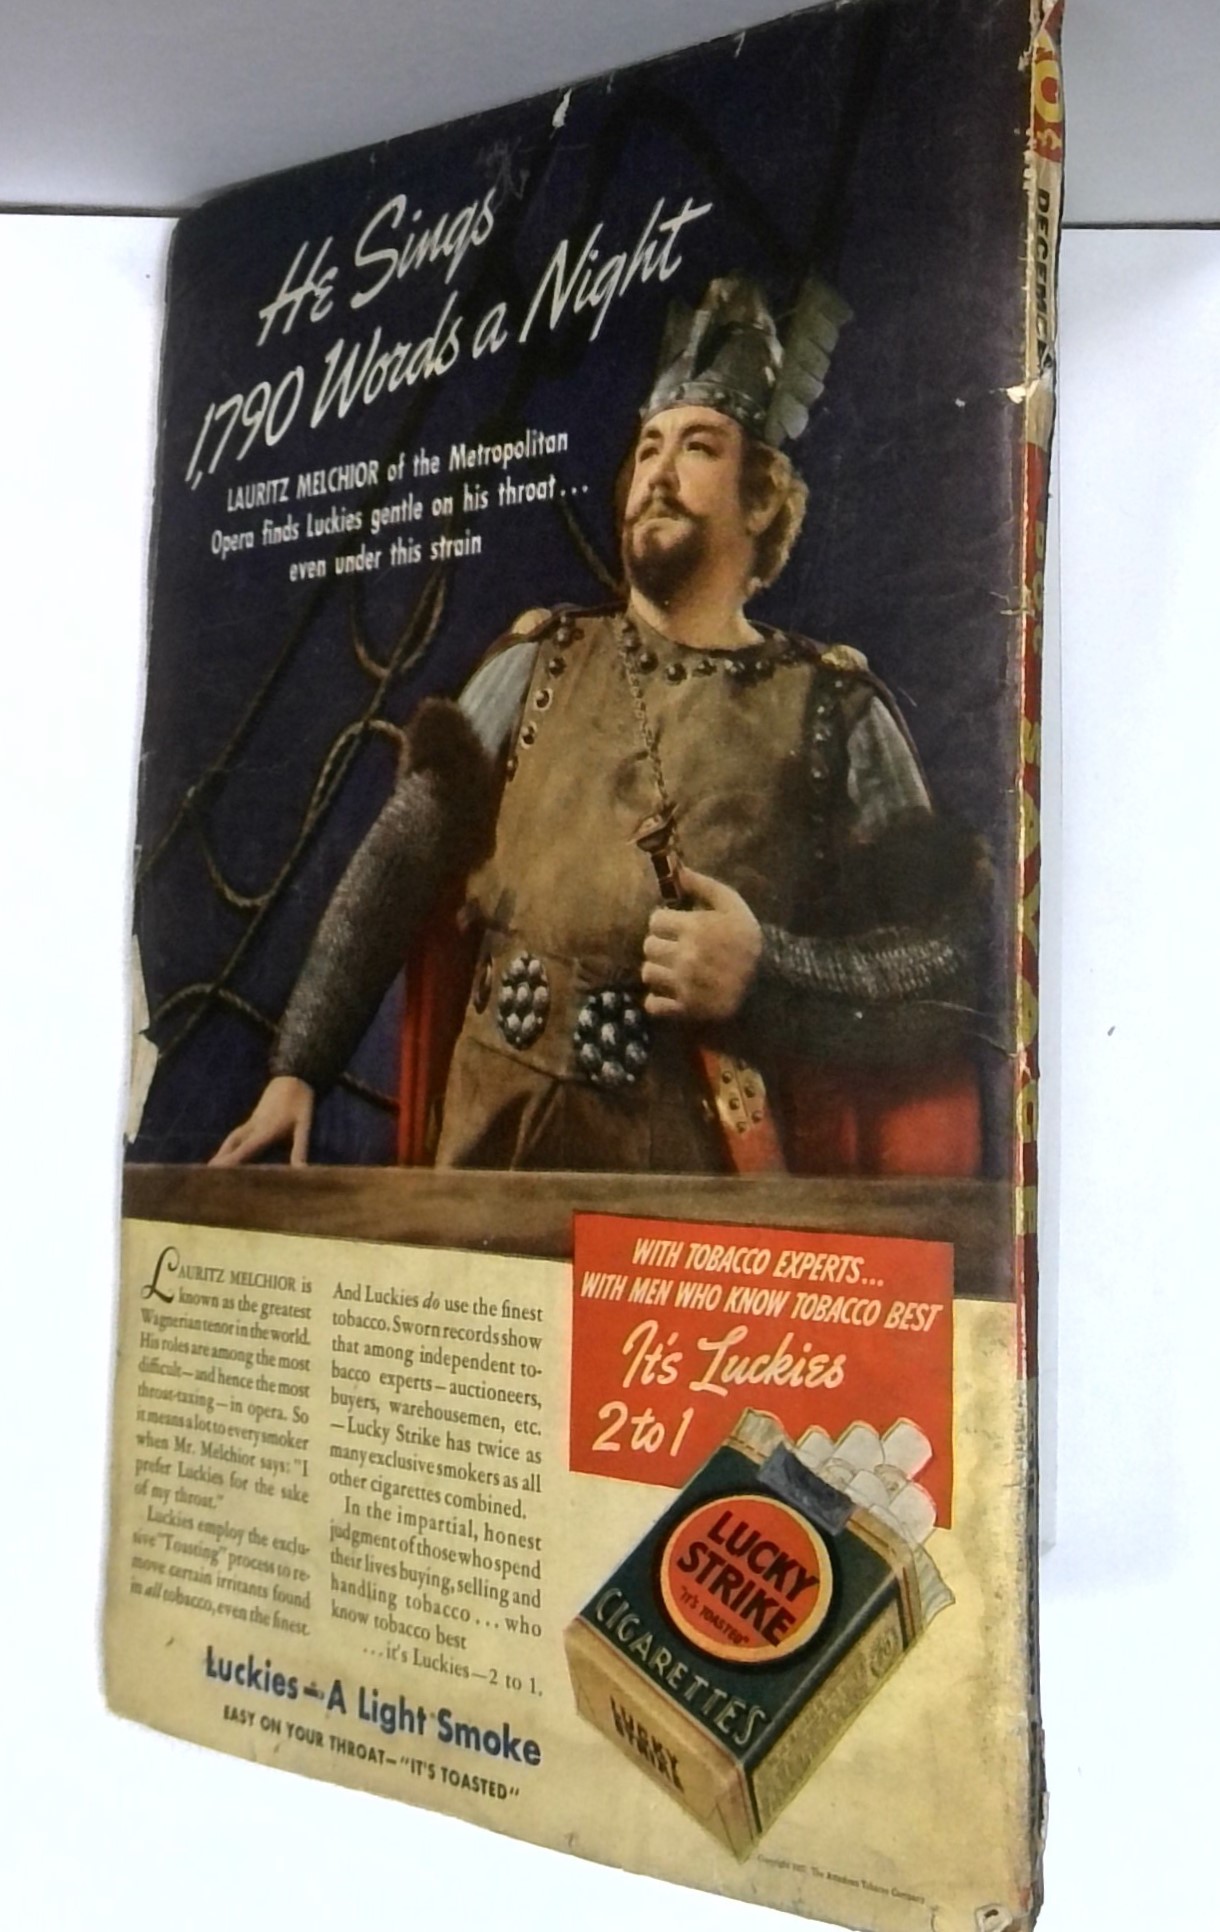 He Sings
1,790 Words a Night
LAURITZ MELCHIOR of the Metropolitan
Opera finds Luckies gentle on his throat...
even under this strain
LAURITZ MELCHIOR is
known as the greatest
Wagnerian tenor in the world.
His roles are among the most
difficult—and hence the most
throat-taxing—in opera. So
it means a lot to every smoker
when Mr. Melchior says: "I
prefer Luckies for the sake
of my throat."
Luckies employ the exclu-
sive "Toasting" process to re-
move certain irritants found
in all tobacco, even the finest.
And Luckies do use the finest
tobacco. Sworn records show
that among independent to-
bacco experts—auctioneers,
buyers, warehousemen, etc.
—Lucky Strike has twice as
many exclusive smokers as all
other cigarettes combined.
In the impartial, honest
judgment of those who spend
their lives buying, selling and
handling tobacco...who
know tobacco best
...it's Luckies—2 to 1.
Luckies—A Light Smoke
EASY ON YOUR THROAT—"IT'S TOASTED"
WITH TOBACCO EXPERTS...
WITH MEN WHO KNOW TOBACCO BEST
It's Luckies
2 to 1
LUCKY
STRIKE
"IT'S TOASTED"
CIGARETTES
LUCKY
STRIKE
Copyright 1937, The American Tobacco Company
DECEMBER
SAVAGE